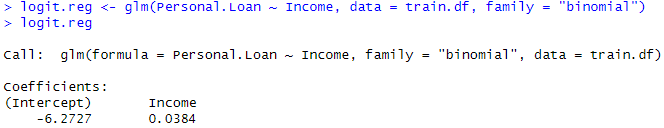 > logit.reg <- glm(Personal.Loan ~ Income, data = train.df, family = "binomial")
> logit.reg
Call:  glm(formula = Personal.Loan ~ Income, family = "binomial", data = train.df)
Coefficients:
(Intercept)       Income
    -6.2727       0.0384